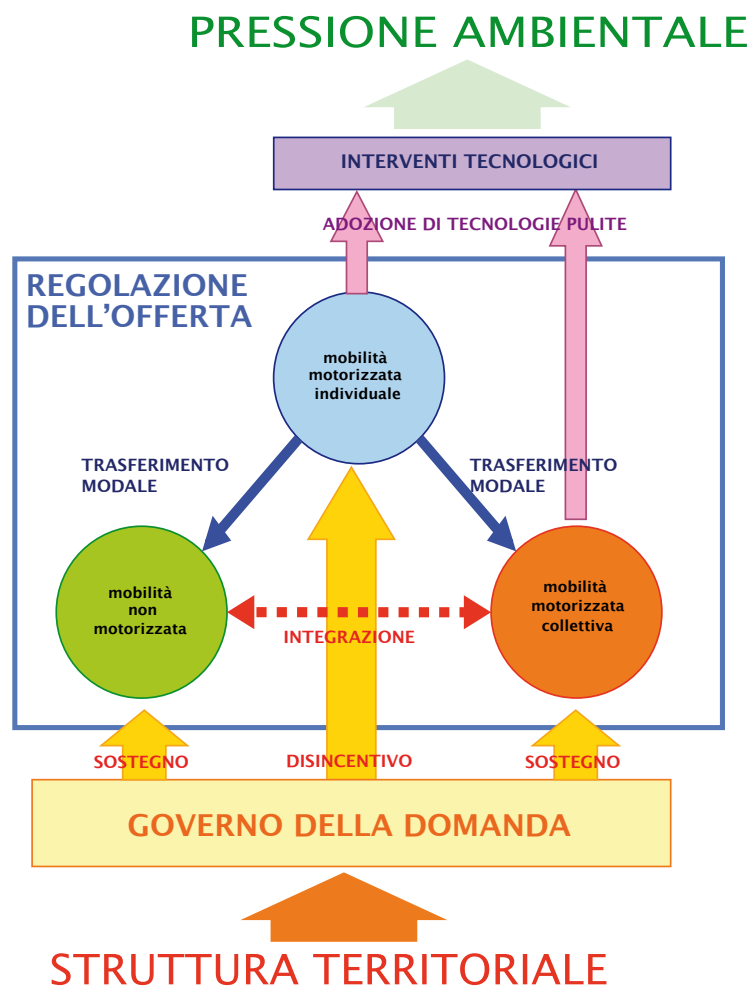 PRESSIONE AMBIENTALE
INTERVENTI TECNOLOGICI
ADOZIONE DI TECNOLOGIE PULITE
REGOLAZIONE
DELL'OFFERTA
mobilità
motorizzata
individuale
TRASFERIMENTO
MODALE
TRASFERIMENTO
MODALE
mobilità
non
motorizzata
mobilità
motorizzata
collettiva
INTEGRAZIONE
SOSTEGNO
DISINCENTIVO
SOSTEGNO
GOVERNO DELLA DOMANDA
STRUTTURA TERRITORIALE